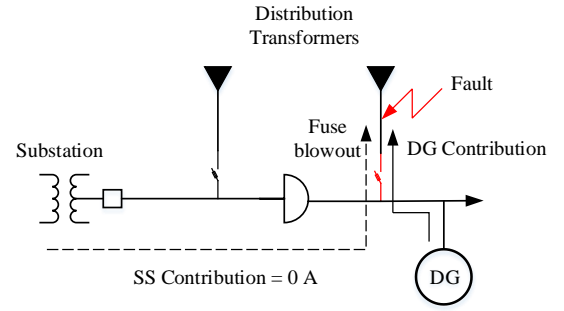 Distribution
Transformers
Fault
Fuse
blowout
Substation
DG Contribution
SS Contribution = 0 A
DG